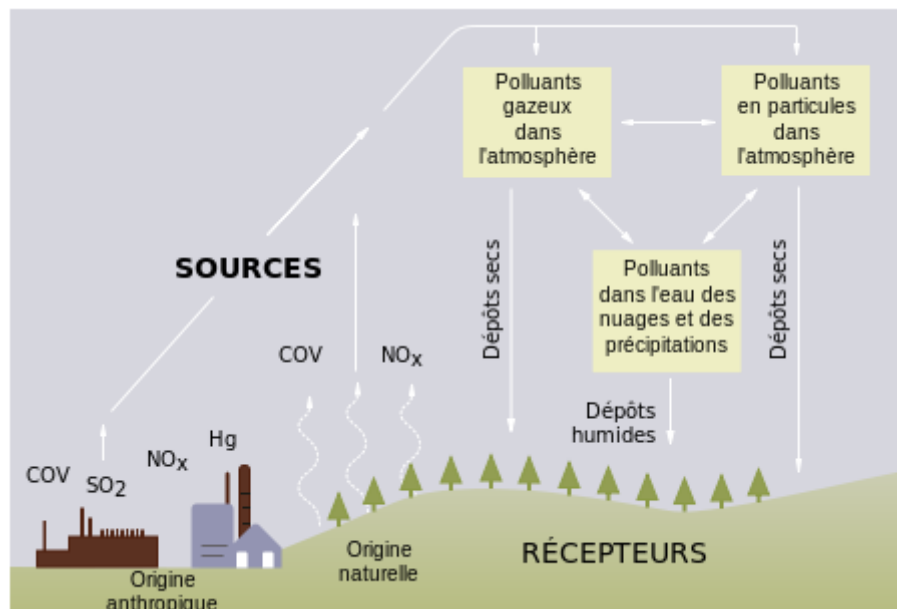 Polluants
gazeux
dans
l'atmosphère
Polluants
en particules
dans
l'atmosphère
SOURCES
Dépôts secs
Polluants
dans l'eau des
nuages et des
précipitations
Dépôts secs
COV
NOx
Dépôts
humides
COV
SO2
NOx
Hg
Origine
anthropique
Origine
naturelle
RÉCEPTEURS